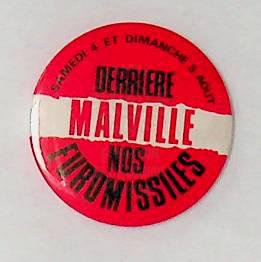 SAMEDI 4 ET DIMANCHE 5 AOUT
DERRIERE
MALVILLE
NOS
EUROMISSILES